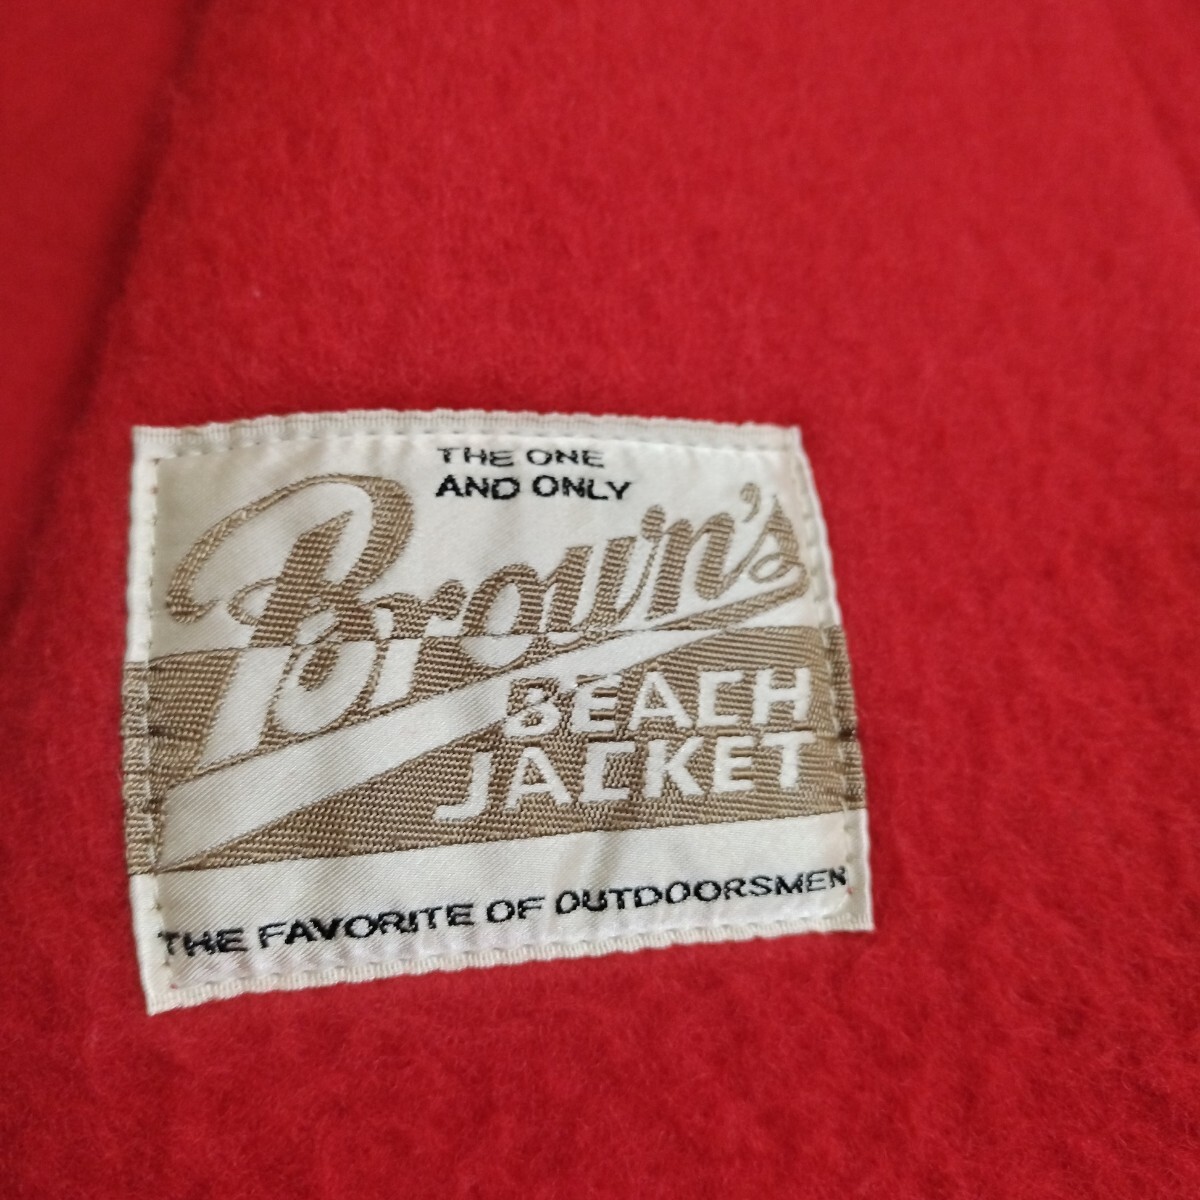 THE ONE
AND ONLY
Brown's
BEACH
JACKET
THE FAVORITE OF OUTDOORSMEN